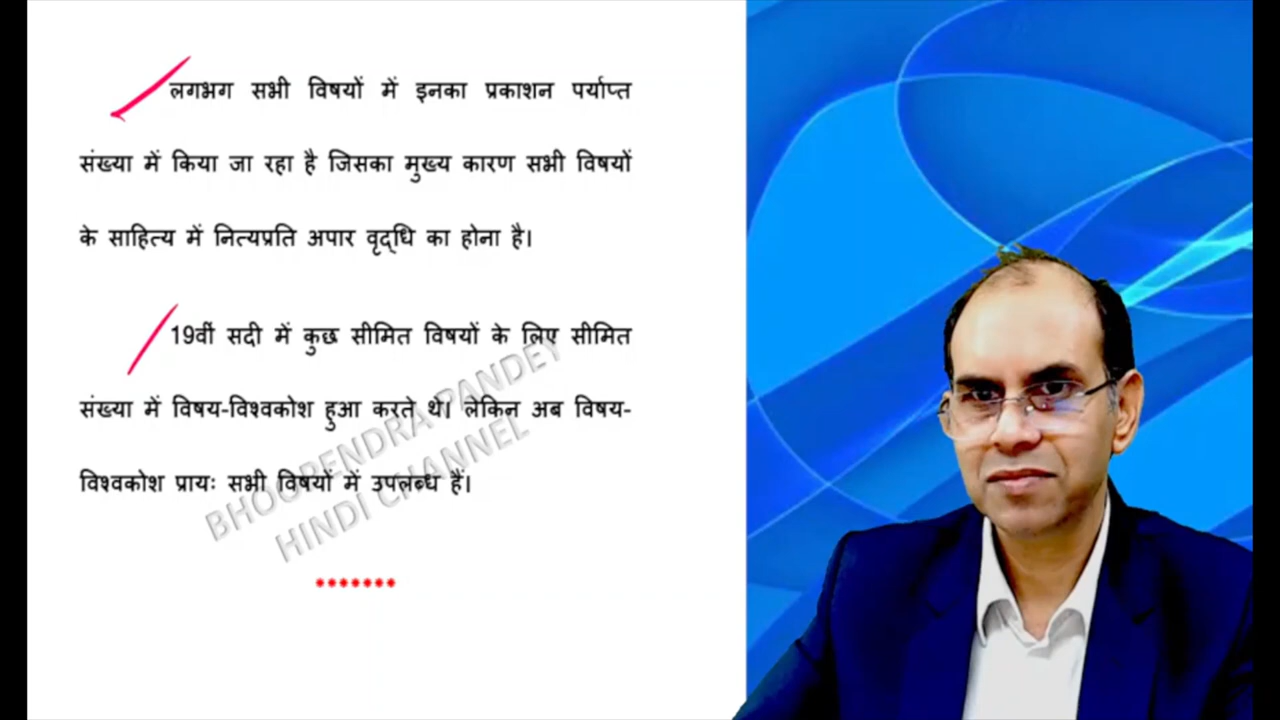 लगभग सभी विषयों में इनका प्रकाशन पर्याप्त
संख्या में किया जा रहा है जिसका मुख्य कारण सभी विषयों
के साहित्य में नित्यप्रति अपार वृद्धि का होना है।
19वीं सदी में कुछ सीमित विषयों के लिए सीमित
संख्या में विषय-विश्वकोश हुआ करते थे। लेकिन अब विषय-
विश्वकोश प्रायः सभी विषयों में उपलब्ध हैं।
BHOOPENDRA PANDEY
HINDI CHANNEL